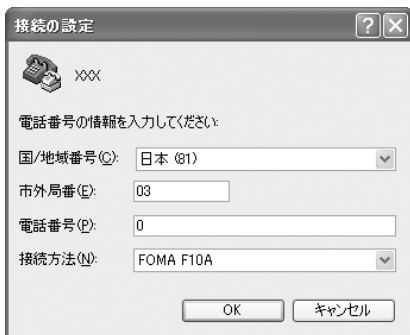 接続の設定
xxx
電話番号の情報を入力してください:
国/地域番号(C): 日本 (81)
市外局番(E): 03
電話番号(P): 0
接続方法(N): FOMA F10A
OK キャンセル